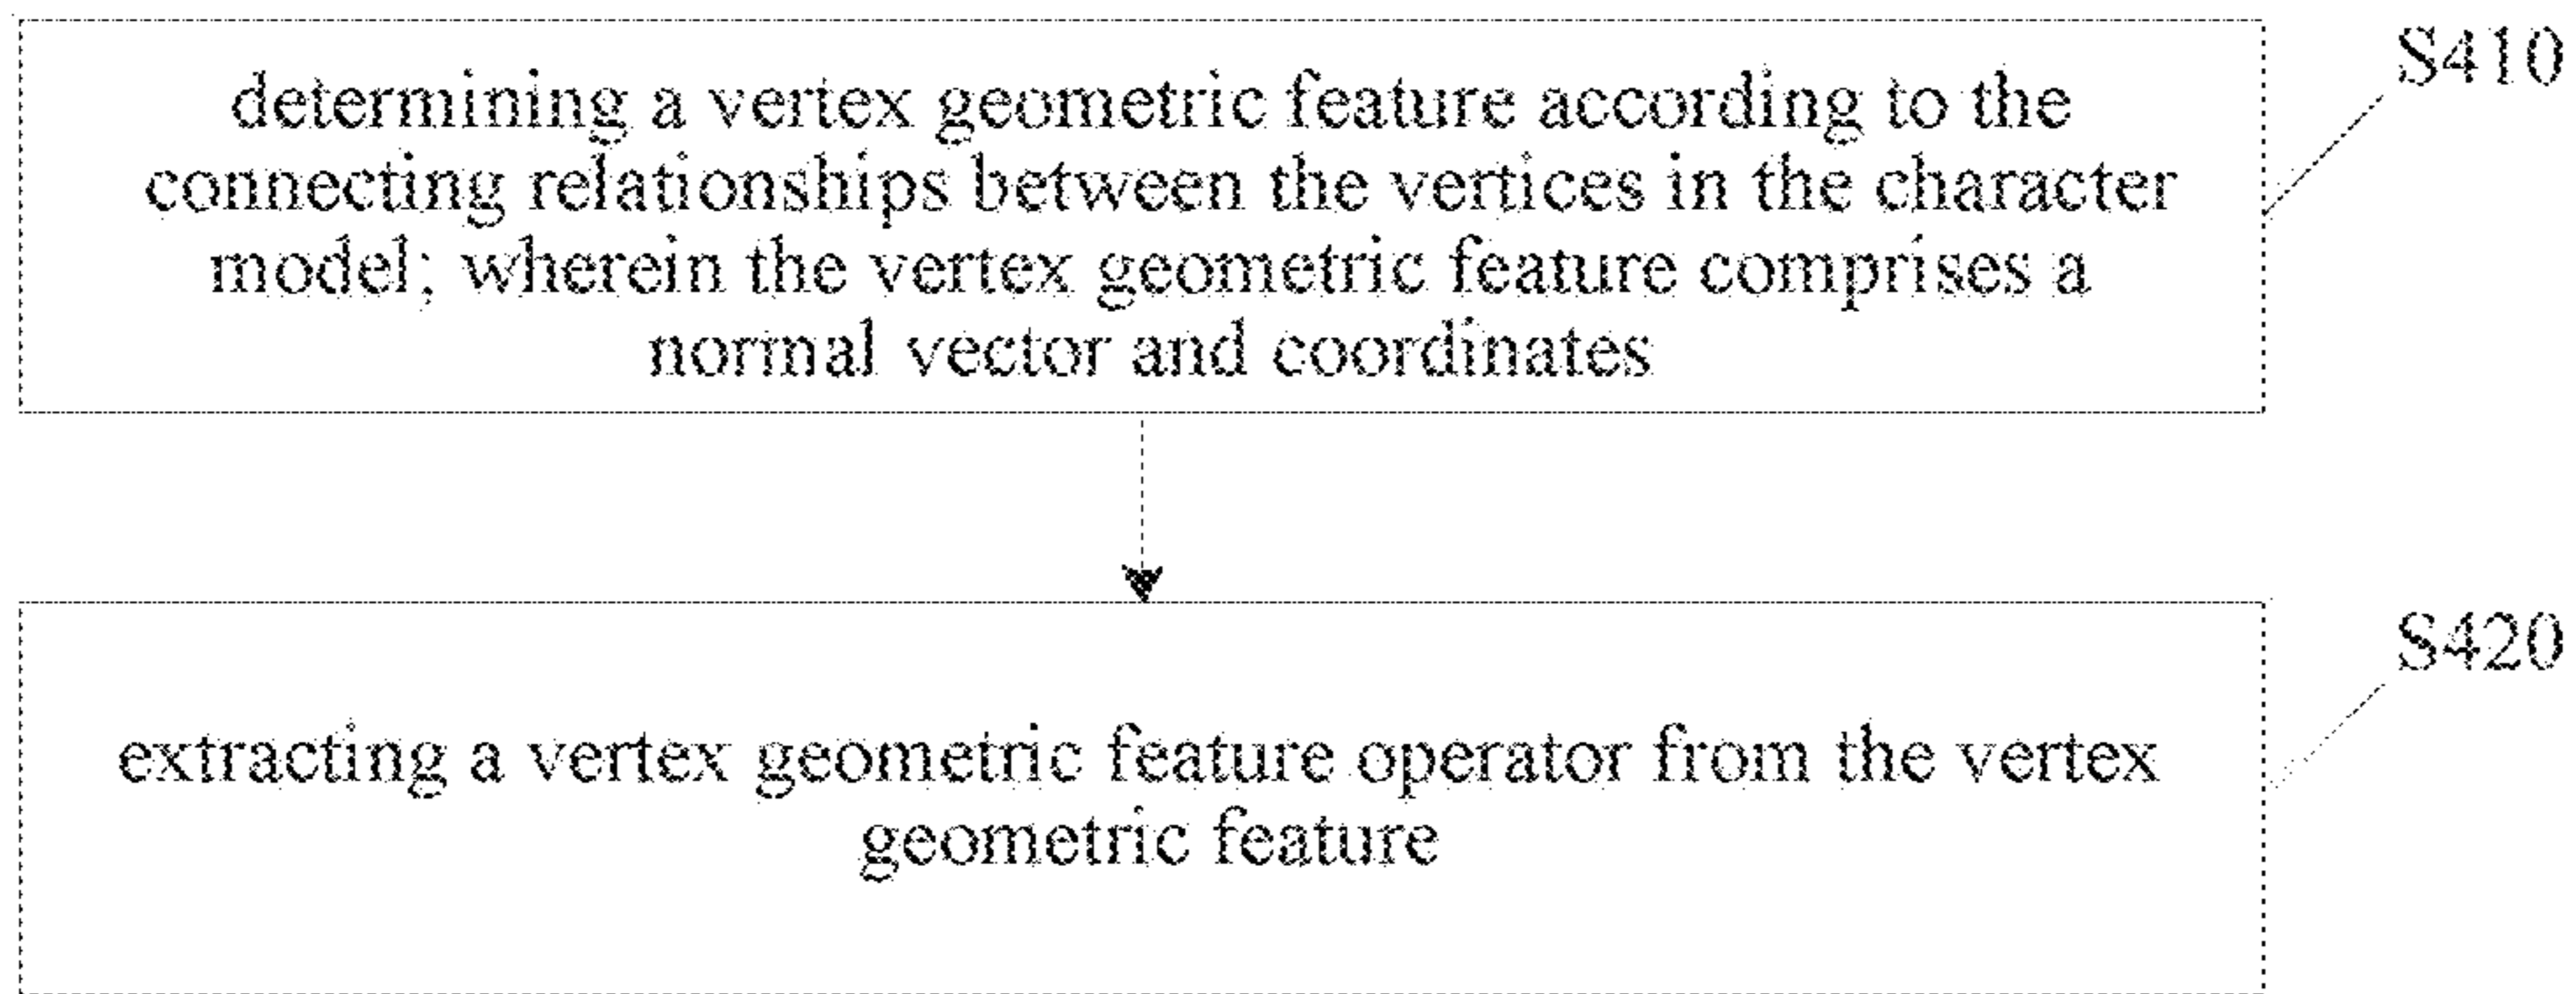 determining a vertex geometric feature according to the
connecting relationships between the vertices in the character
model; wherein the vertex geometric feature comprises a
normal vector and coordinates
S410
extracting a vertex geometric feature operator from the vertex
geometric feature
S420